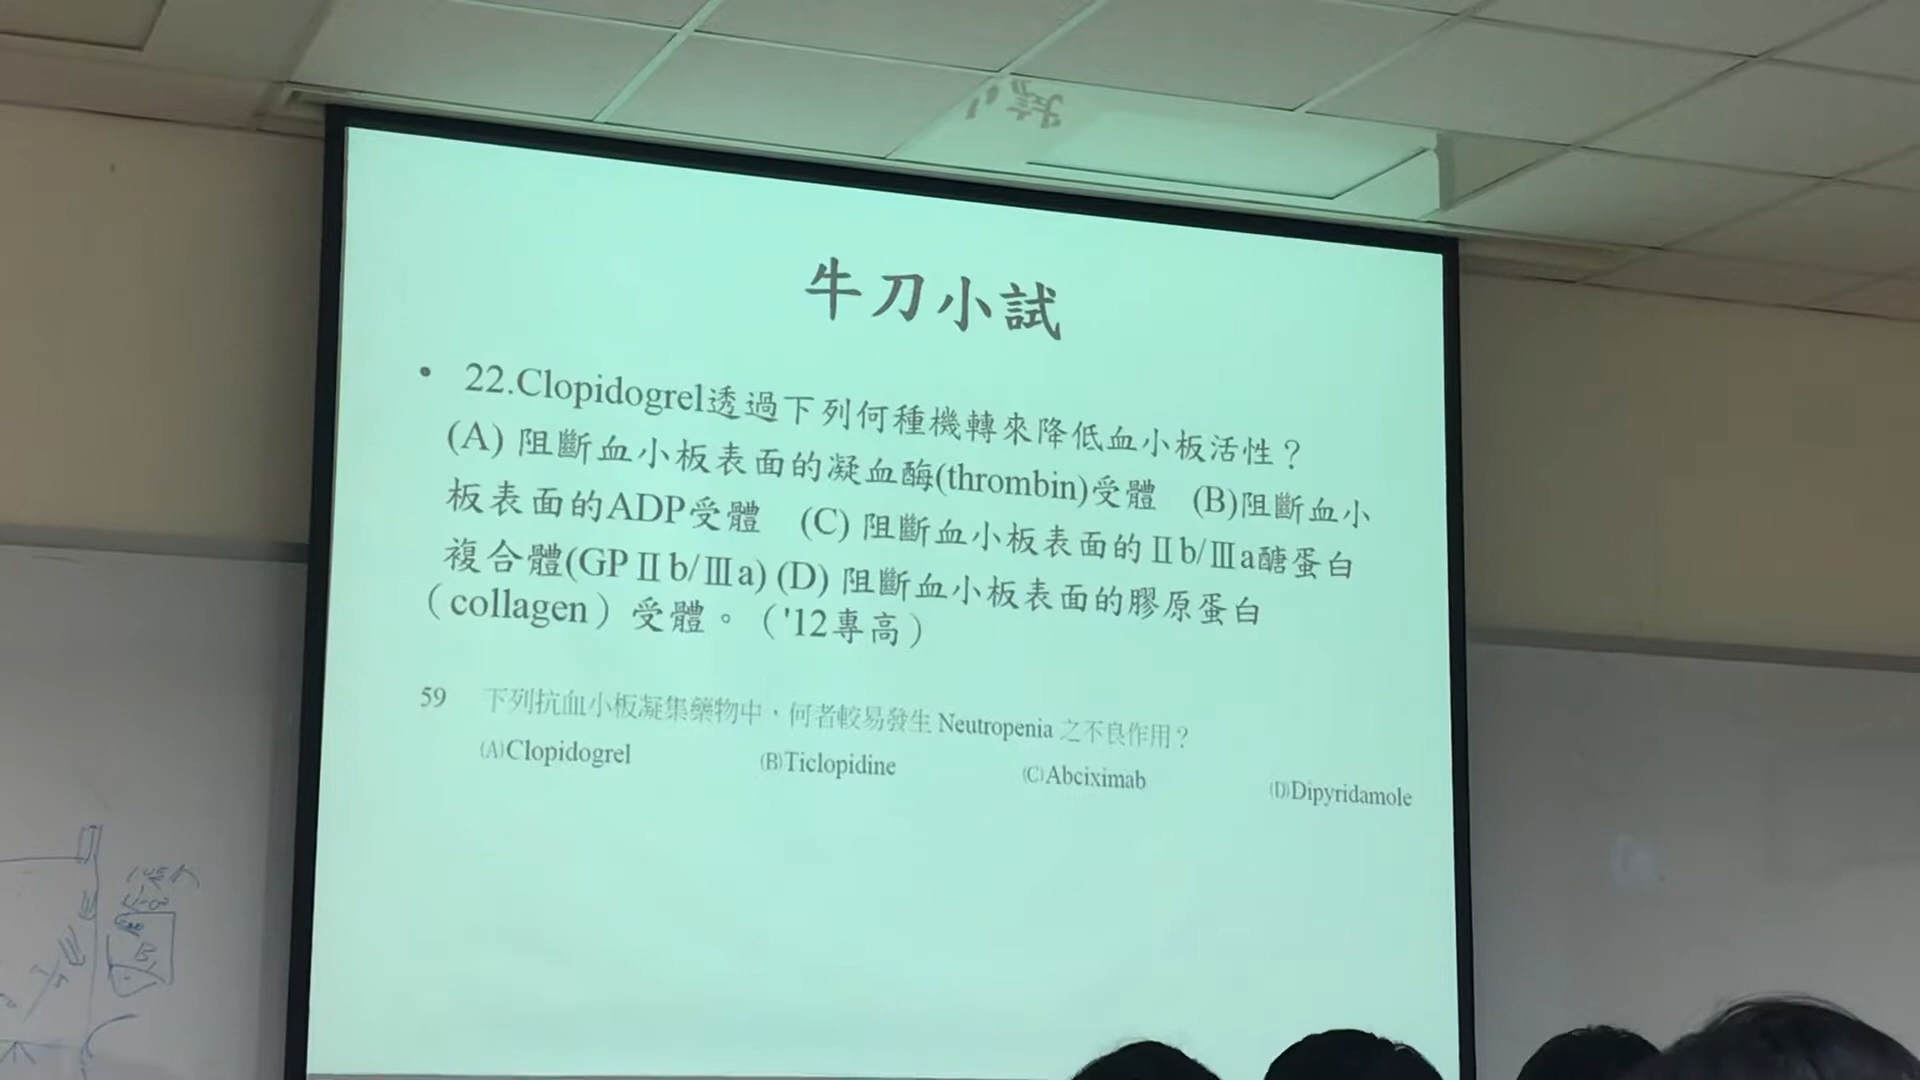 牛刀小試
• 22.Clopidogrel透過下列何種機轉來降低血小板活性？
(A) 阻斷血小板表面的凝血酶(thrombin)受體 (B)阻斷血小
板表面的ADP受體 (C) 阻斷血小板表面的Ⅱb/Ⅲa醣蛋白
複合體(GPⅡb/Ⅲa) (D) 阻斷血小板表面的膠原蛋白
（collagen）受體。（'12專高）
59 下列抗血小板凝集藥物中，何者較易發生 Neutropenia 之不良作用？
(A)Clopidogrel (B)Ticlopidine (C)Abciximab (D)Dipyridamole